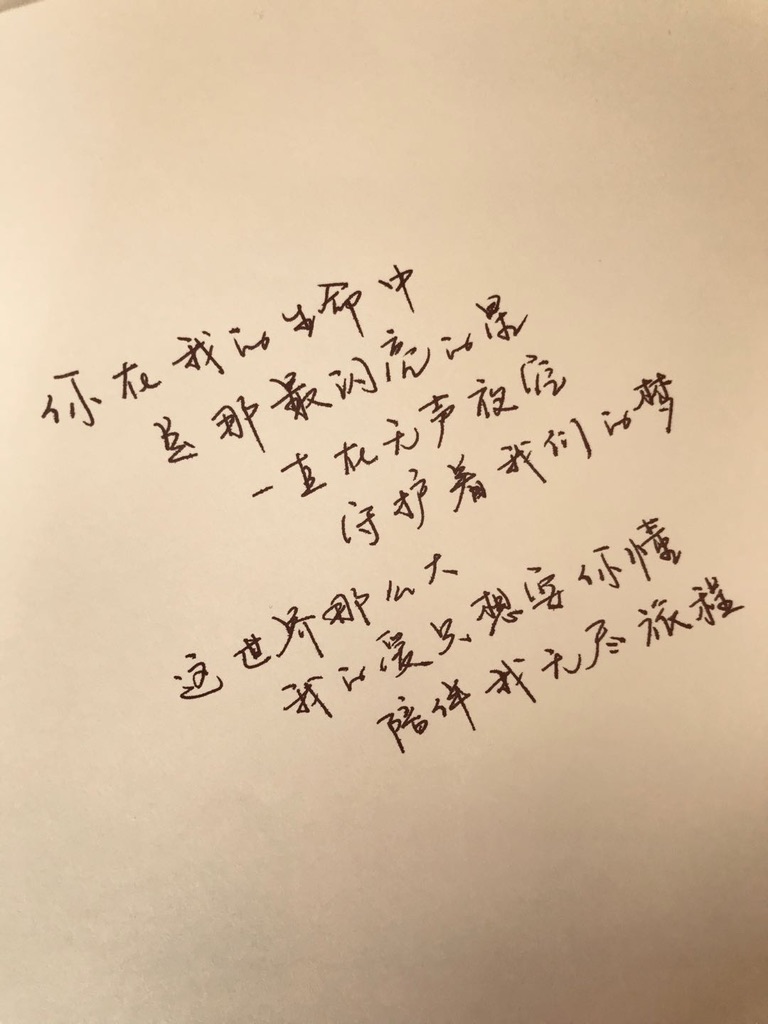 你在我的生命中
是那最闪亮的星
一直在无声夜空
守护着我们的梦
这世界那么大
我的爱只想要你懂
陪伴我无尽旅程